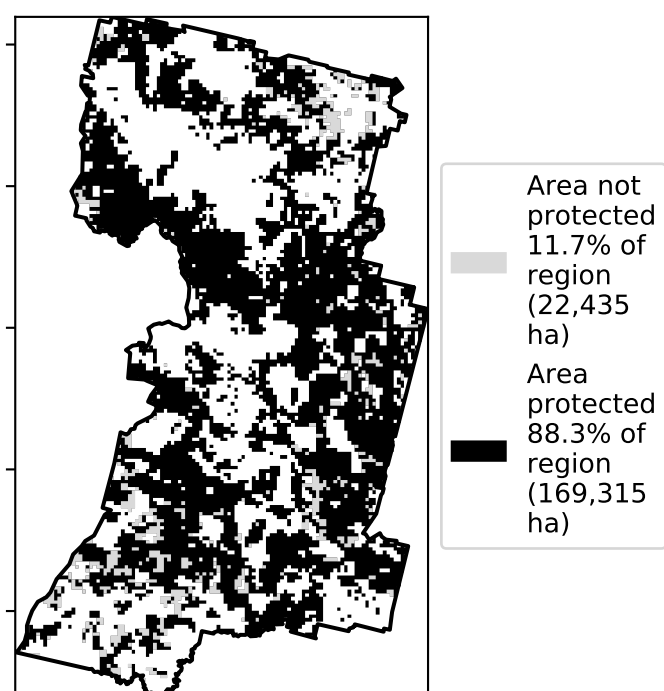 Area not
protected
11.7% of
region
(22,435
ha)
Area
protected
88.3% of
region
(169,315
ha)